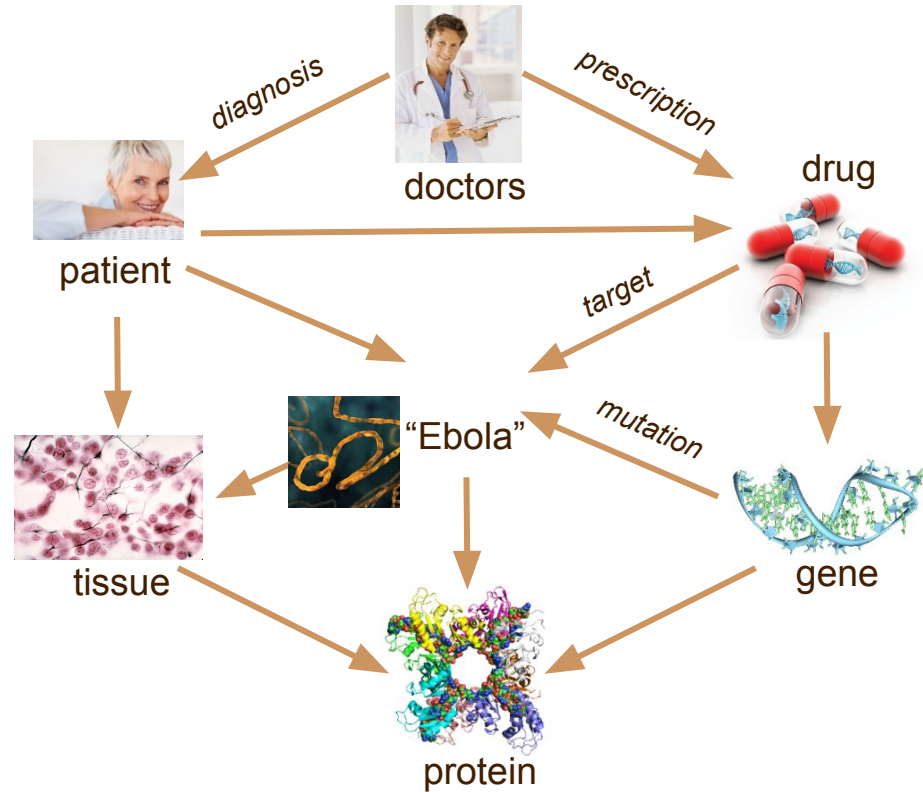 diagnosis
prescription
doctors
drug
patient
target
“Ebola”
mutation
tissue
gene
protein